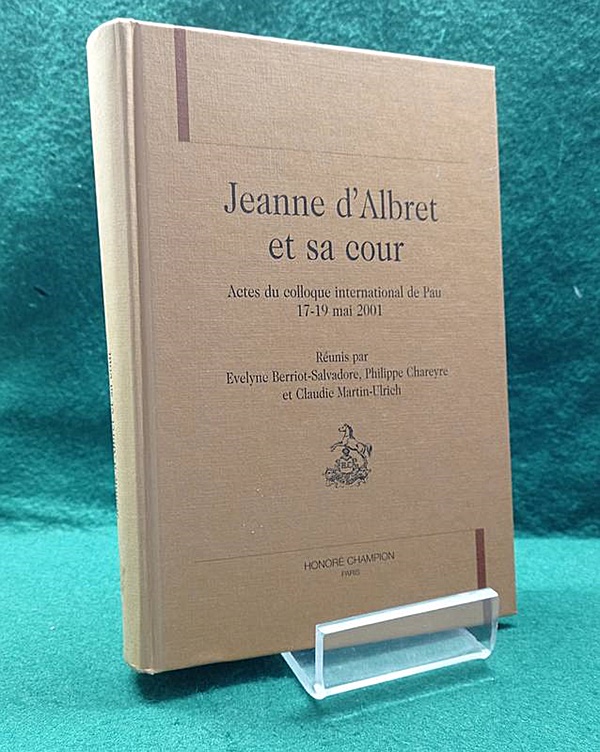 Jeanne d'Albret
et sa cour
Actes du colloque international de Pau
17-19 mai 2001
Réunis par
Evelyne Berriot-Salvadore, Philippe Chareyre
et Claudie Martin-Ulrich
HONORÉ CHAMPION
PARIS